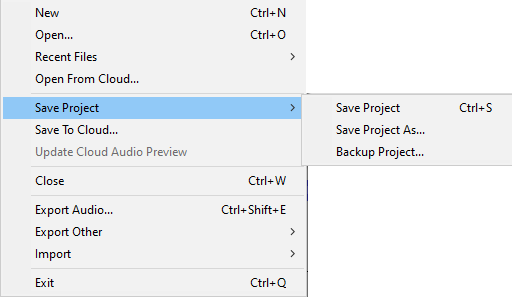 New Ctrl+N
Open... Ctrl+O
Recent Files
Open From Cloud...
Save Project
Save Project Ctrl+S
Save To Cloud...
Save Project As...
Update Cloud Audio Preview
Backup Project...
Close Ctrl+W
Export Audio... Ctrl+Shift+E
Export Other
Import
Exit Ctrl+Q